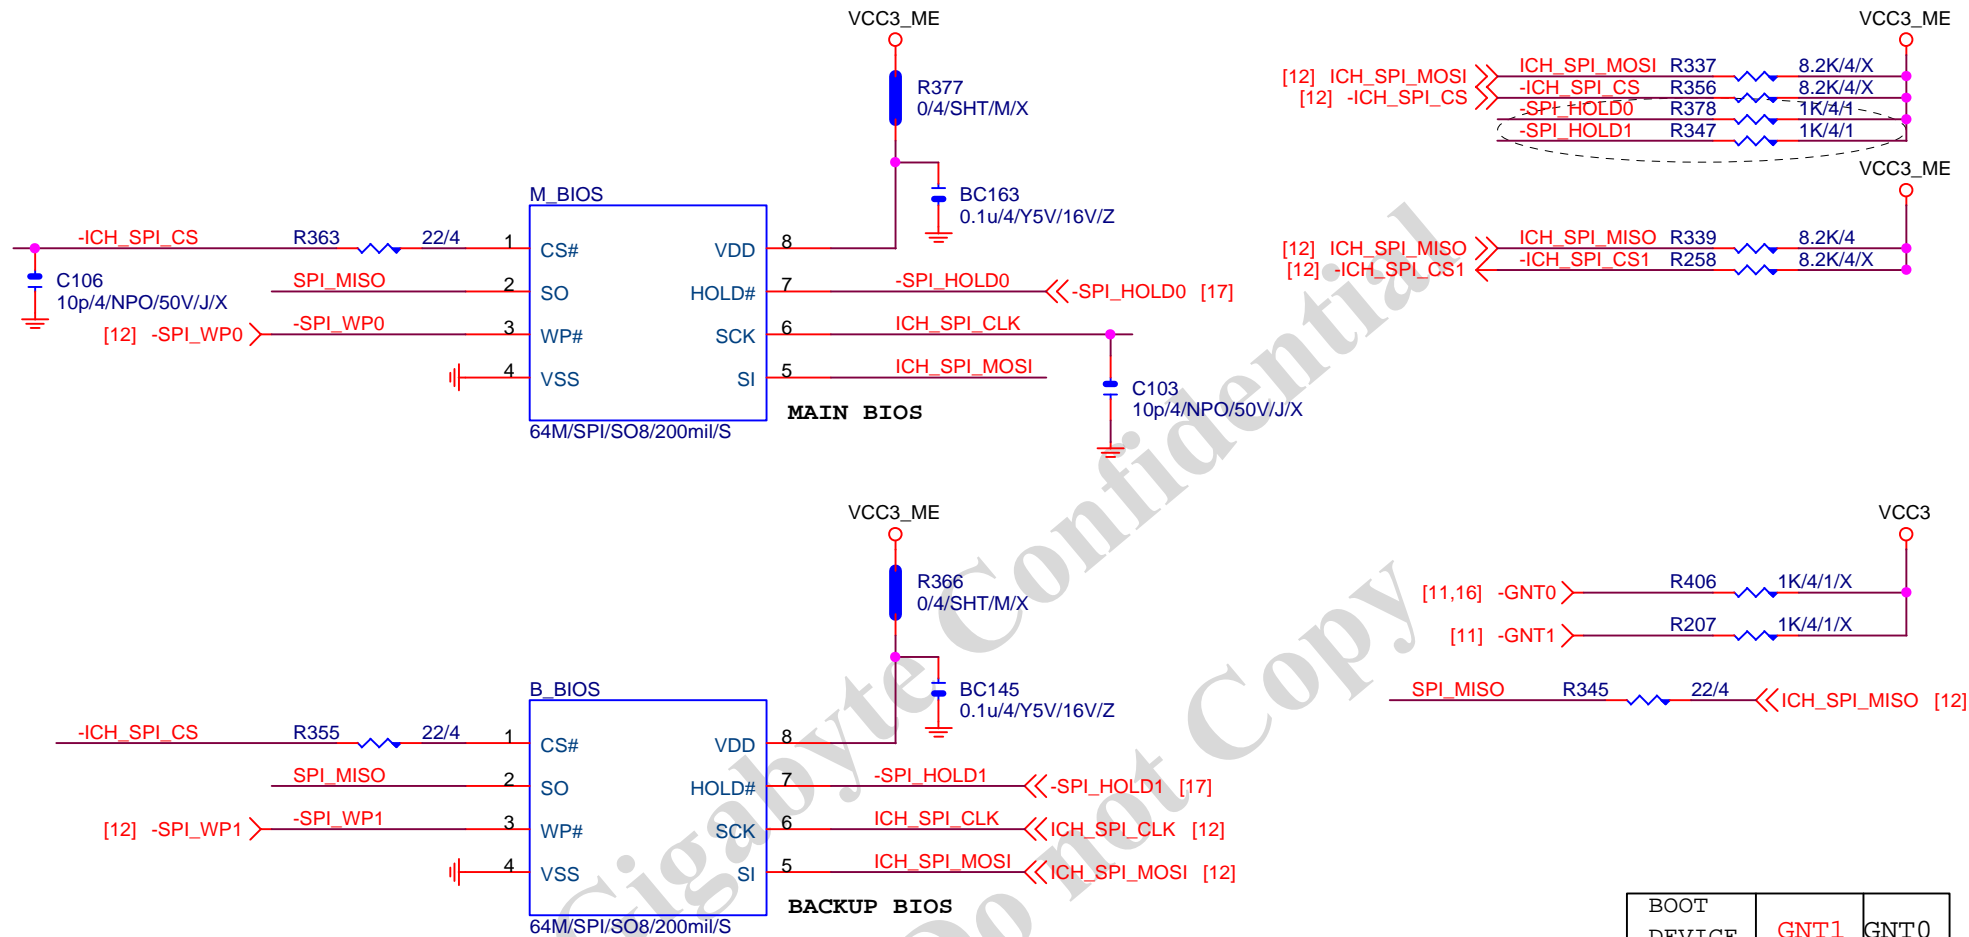 VCC3_ME
R377
0/4/SHT/M/X
BC163
0.1u/4/Y5V/16V/Z
M_BIOS
-ICH_SPI_CS R363 22/4 1 CS# VDD 8
C106
10p/4/NPO/50V/J/X
SPI_MISO 2 SO HOLD# 7 -SPI_HOLD0 -SPI_HOLD0 [17]
[12] -SPI_WP0 -SPI_WP0 3 WP# SCK 6 ICH_SPI_CLK
4 VSS SI 5 ICH_SPI_MOSI
C103
10p/4/NPO/50V/J/X
MAIN BIOS
64M/SPI/SO8/200mil/S
VCC3_ME
[12] ICH_SPI_MOSI ICH_SPI_MOSI R337 8.2K/4/X
[12] -ICH_SPI_CS -ICH_SPI_CS R356 8.2K/4/X
-SPI_HOLD0 R378 1K/4/1
-SPI_HOLD1 R347 1K/4/1
VCC3_ME
[12] ICH_SPI_MISO ICH_SPI_MISO R339 8.2K/4
[12] -ICH_SPI_CS1 -ICH_SPI_CS1 R258 8.2K/4/X
VCC3_ME
R366
0/4/SHT/M/X
BC145
0.1u/4/Y5V/16V/Z
B_BIOS
-ICH_SPI_CS R355 22/4 1 CS# VDD 8
SPI_MISO 2 SO HOLD# 7 -SPI_HOLD1 -SPI_HOLD1 [17]
[12] -SPI_WP1 -SPI_WP1 3 WP# SCK 6 ICH_SPI_CLK ICH_SPI_CLK [12]
4 VSS SI 5 ICH_SPI_MOSI ICH_SPI_MOSI [12]
BACKUP BIOS
64M/SPI/SO8/200mil/S
VCC3
[11,16] -GNT0 R406 1K/4/1/X
[11] -GNT1 R207 1K/4/1/X
SPI_MISO R345 22/4 ICH_SPI_MISO [12]
BOOT
DEVICE GNT1 GNT0
Gigabyte Confidential
Do not Copy